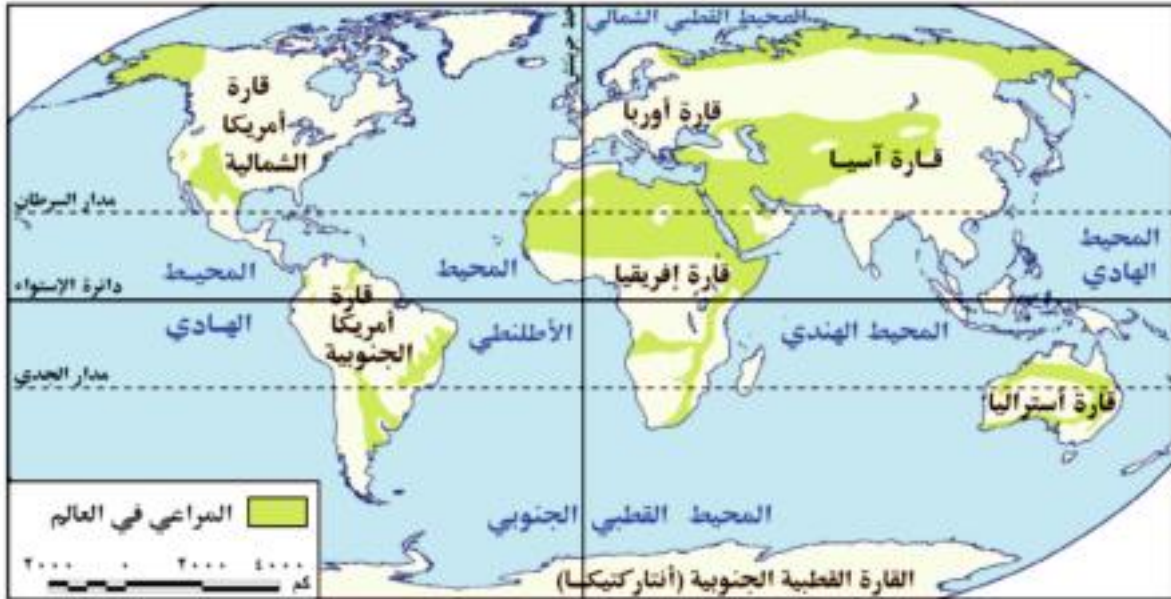 المحيط القطبي الشمالي
قارة
أمريكا
الشمالية
قارة أوربا
قارة آسيا
مدار السرطان
المحيط
الهادي
المحيط
المحيط
قارة إفريقيا
دائرة الإستواء
قارة
أمريكا
الجنوبية
الهادي
الأطلنطي
المحيط الهندي
مدار الجدي
قارة أستراليا
المراعي في العالم
المحيط القطبي الجنوبي
٢٠٠٠ ٠ ٢٠٠٠ ٤٠٠٠
كم
القارة القطبية الجنوبية (أنتاركتيكا)